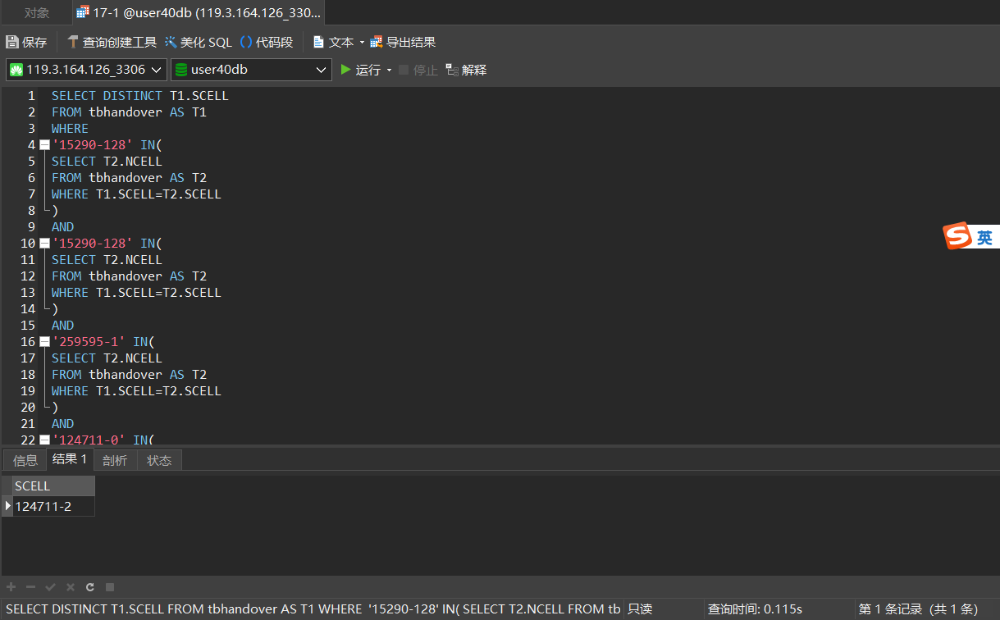 对象
17-1 @user40db (119.3.164.126_330...
保存
查询创建工具
美化 SQL
() 代码段
文本
导出结果
119.3.164.126_3306
user40db
运行
停止
解释
1 SELECT DISTINCT T1.SCELL
2 FROM tbhandover AS T1
3 WHERE
4 '15290-128' IN(
5 SELECT T2.NCELL
6 FROM tbhandover AS T2
7 WHERE T1.SCELL=T2.SCELL
8 )
9 AND
10 '15290-128' IN(
11 SELECT T2.NCELL
12 FROM tbhandover AS T2
13 WHERE T1.SCELL=T2.SCELL
14 )
15 AND
16 '259595-1' IN(
17 SELECT T2.NCELL
18 FROM tbhandover AS T2
19 WHERE T1.SCELL=T2.SCELL
20 )
21 AND
22 '124711-0' IN(
S 英
信息
结果 1
剖析
状态
SCELL
124711-2
SELECT DISTINCT T1.SCELL FROM tbhandover AS T1 WHERE '15290-128' IN( SELECT T2.NCELL FROM tb
只读
查询时间: 0.115s
第 1 条记录 (共 1 条)